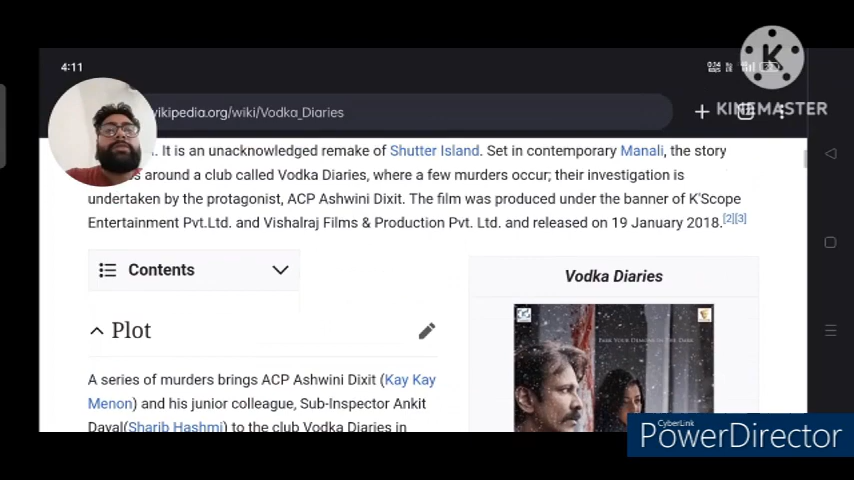 4:11
KINEMASTER
wikipedia.org/wiki/Vodka_Diaries
. It is an unacknowledged remake of Shutter Island. Set in contemporary Manali, the story
around a club called Vodka Diaries, where a few murders occur; their investigation is
undertaken by the protagonist, ACP Ashwini Dixit. The film was produced under the banner of K'Scope
Entertainment Pvt.Ltd. and Vishalraj Films & Production Pvt. Ltd. and released on 19 January 2018.[2][3]
Contents
Vodka Diaries
Plot
A series of murders brings ACP Ashwini Dixit (Kay Kay
Menon) and his junior colleague, Sub-Inspector Ankit
Dayal(Sharib Hashmi) to the club Vodka Diaries in
CyberLink
PowerDirector